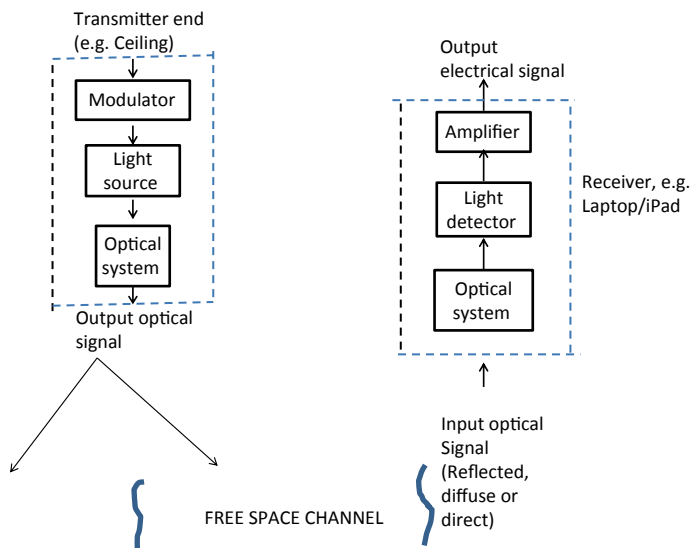 Transmitter end
(e.g. Ceiling)
Modulator
Light
source
Optical
system
Output optical
signal
Output
electrical signal
Amplifier
Light
detector
Optical
system
Receiver, e.g.
Laptop/iPad
Input optical
Signal
(Reflected,
diffuse or
direct)
FREE SPACE CHANNEL